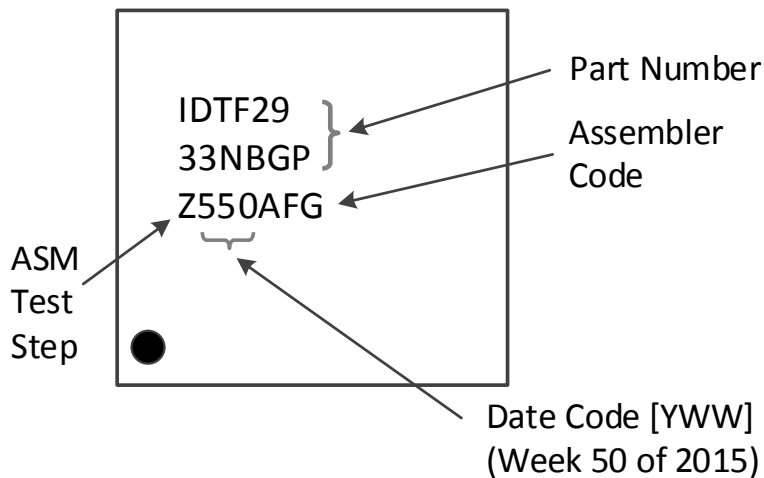 IDTF29
33NBGP
Z550AFG
Part Number
Assembler
Code
ASM
Test
Step
Date Code [YWW]
(Week 50 of 2015)